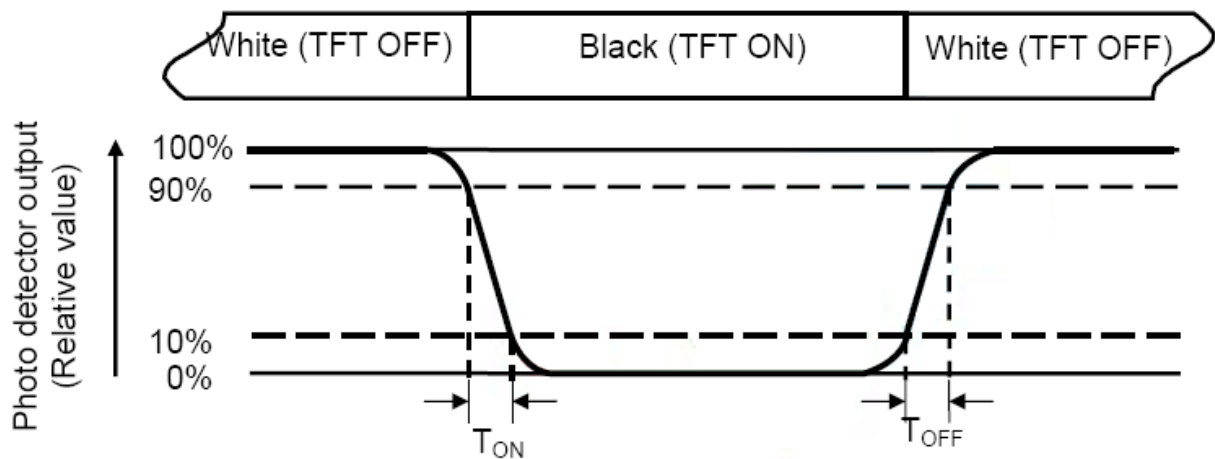 White (TFT OFF)
Black (TFT ON)
White (TFT OFF)
Photo detector output
(Relative value)
100%
90%
10%
0%
TON
TOFF